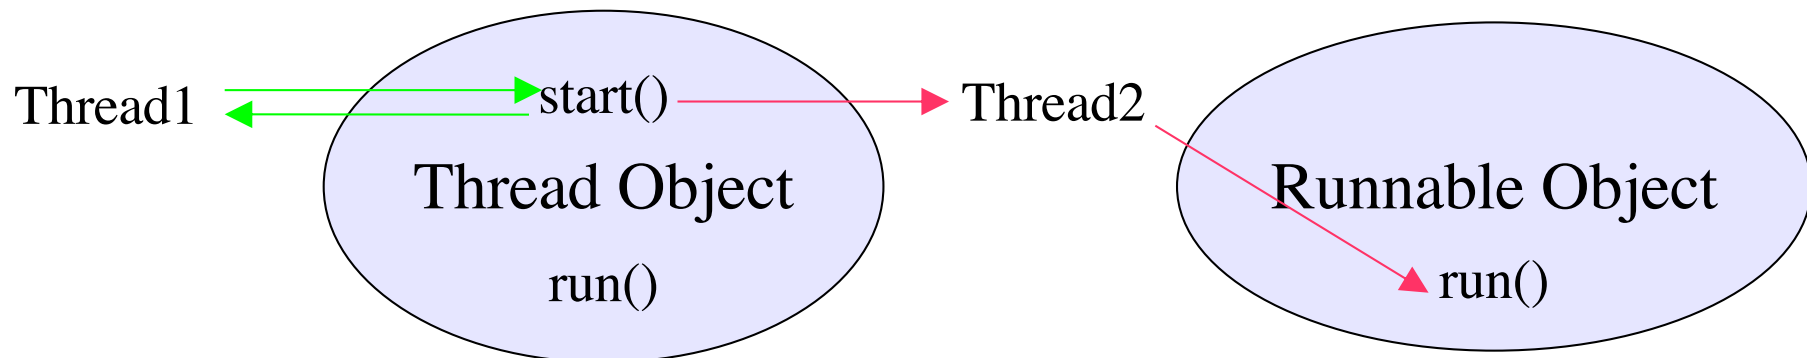 Thread1
start()
Thread Object
run()
Thread2
Runnable Object
run()